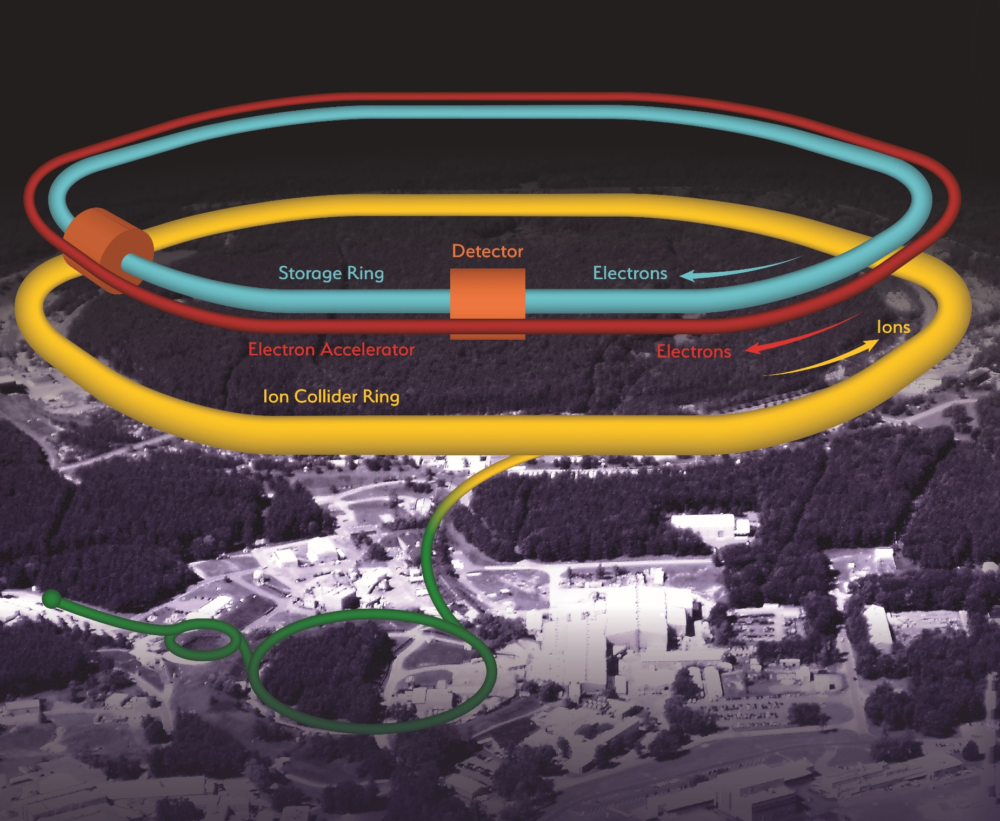 Detector
Storage Ring
Electrons
Ions
Electron Accelerator
Electrons
Ion Collider Ring